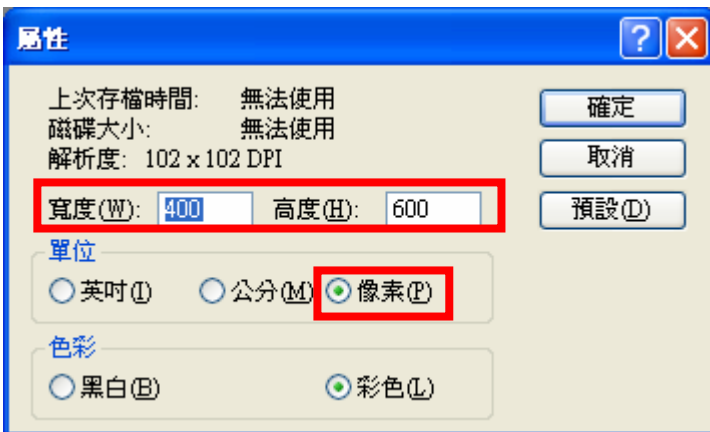 屬性
上次存檔時間: 無法使用
磁碟大小: 無法使用
解析度: 102 x 102 DPI
寬度(W): 400 高度(H): 600
單位
英吋(I) 公分(M) 像素(P)
色彩
黑白(B) 彩色(L)
確定
取消
預設(D)